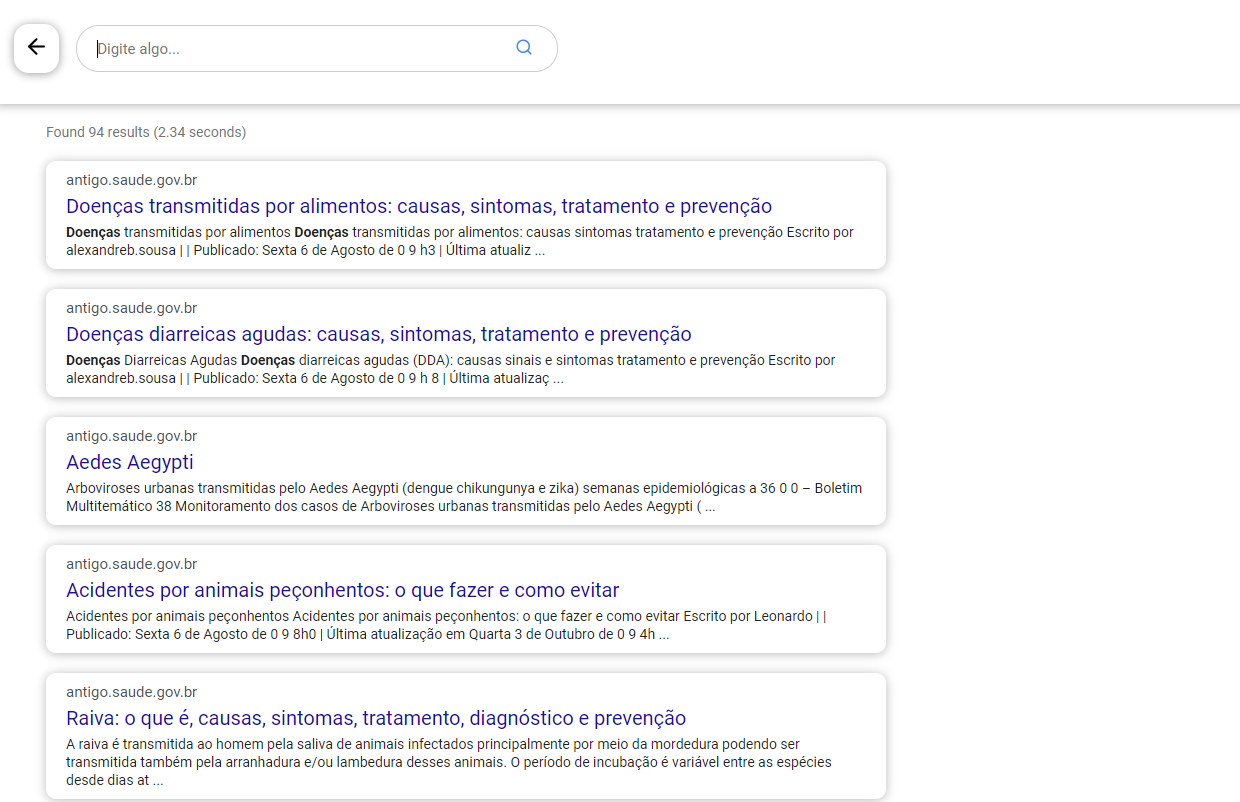 Digite algo...
Found 94 results (2.34 seconds)
antigo.saude.gov.br
Doenças transmitidas por alimentos: causas, sintomas, tratamento e prevenção
Doenças transmitidas por alimentos Doenças transmitidas por alimentos: causas sintomas tratamento e prevenção Escrito por
alexandreb.sousa | | Publicado: Sexta 6 de Agosto de 0 9 h3 | Última atualiz ...
antigo.saude.gov.br
Doenças diarreicas agudas: causas, sintomas, tratamento e prevenção
Doenças Diarreicas Agudas Doenças diarreicas agudas (DDA): causas sinais e sintomas tratamento e prevenção Escrito por
alexandreb.sousa | | Publicado: Sexta 6 de Agosto de 0 9 h 8 | Última atualizaç ...
antigo.saude.gov.br
Aedes Aegypti
Arboviroses urbanas transmitidas pelo Aedes Aegypti (dengue chikungunya e zika) semanas epidemiológicas a 36 0 0 – Boletim
Multitemático 38 Monitoramento dos casos de Arboviroses urbanas transmitidas pelo Aedes Aegypti ( ...
antigo.saude.gov.br
Acidentes por animais peçonhentos: o que fazer e como evitar
Acidentes por animais peçonhentos Acidentes por animais peçonhentos: o que fazer e como evitar Escrito por Leonardo | |
Publicado: Sexta 6 de Agosto de 0 9 8h0 | Última atualização em Quarta 3 de Outubro de 0 9 4h ...
antigo.saude.gov.br
Raiva: o que é, causas, sintomas, tratamento, diagnóstico e prevenção
A raiva é transmitida ao homem pela saliva de animais infectados principalmente por meio da mordedura podendo ser
transmitida também pela arranhadura e/ou lambedura desses animais. O período de incubação é variável entre as espécies
desde dias at ...